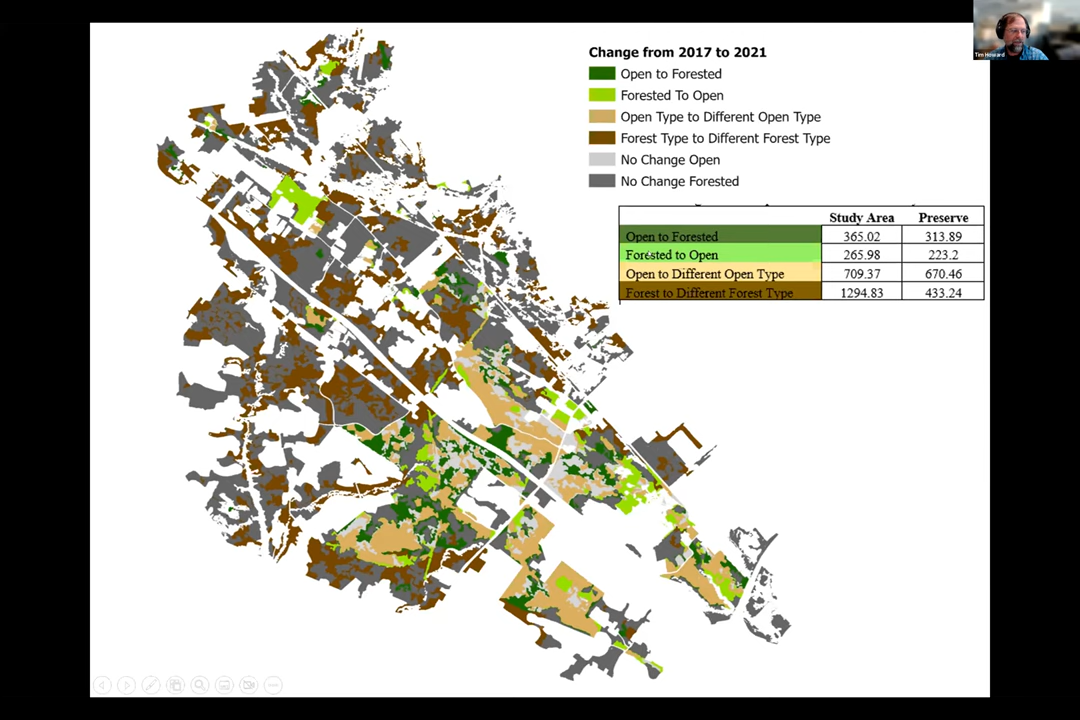 Change from 2017 to 2021
Open to Forested
Forested To Open
Open Type to Different Open Type
Forest Type to Different Forest Type
No Change Open
No Change Forested
Study Area Preserve
Open to Forested 365.02 313.89
Forested to Open 265.98 223.2
Open to Different Open Type 709.37 670.46
Forest to Different Forest Type 1294.83 433.24
Tim Howard